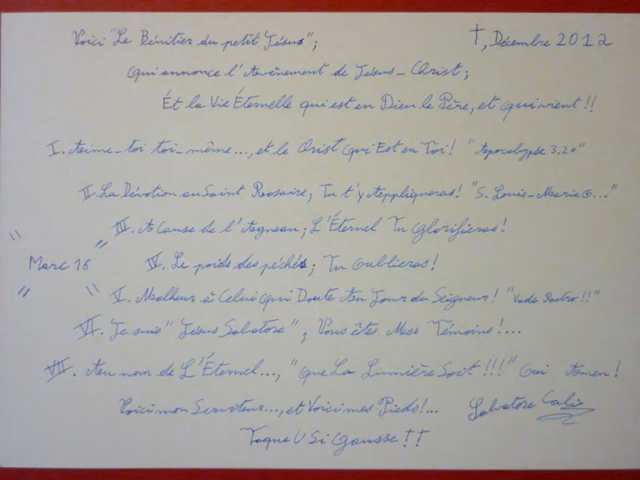 Voici "Le Bénitier du petit Jésus";
†, Décembre 2012
Qui annonce l'Avènement de Jésus-Christ;
Ét la Vie Éternelle qui est en Dieu le Père, et qui vient!!
I. Aime-toi toi-même..., et le Christ qui Est en Toi! "Apocalypse 3,20"
II. La Dévotion au Saint Rosaire; Tu t'y Appliqueras! "S. Louis-Marie G..."
III. A Cause de l'Agneau; L'Éternel Tu Glorifieras!
Marc 16
IV. Le poids des péchés; Tu Oublieras!
V. Malheur à Celui qui Doute Au Jour du Seigneur! "Vade Retro!!"
VI. Je suis "Jésus Salvatore", Vous êtes Mes Témoins!...
VII. Au nom de L'Éternel..., "que La Lumière Soit!!!" Oui Amen!
Voici mon Serviteur..., et Voici mes Pieds!...
Salvatore